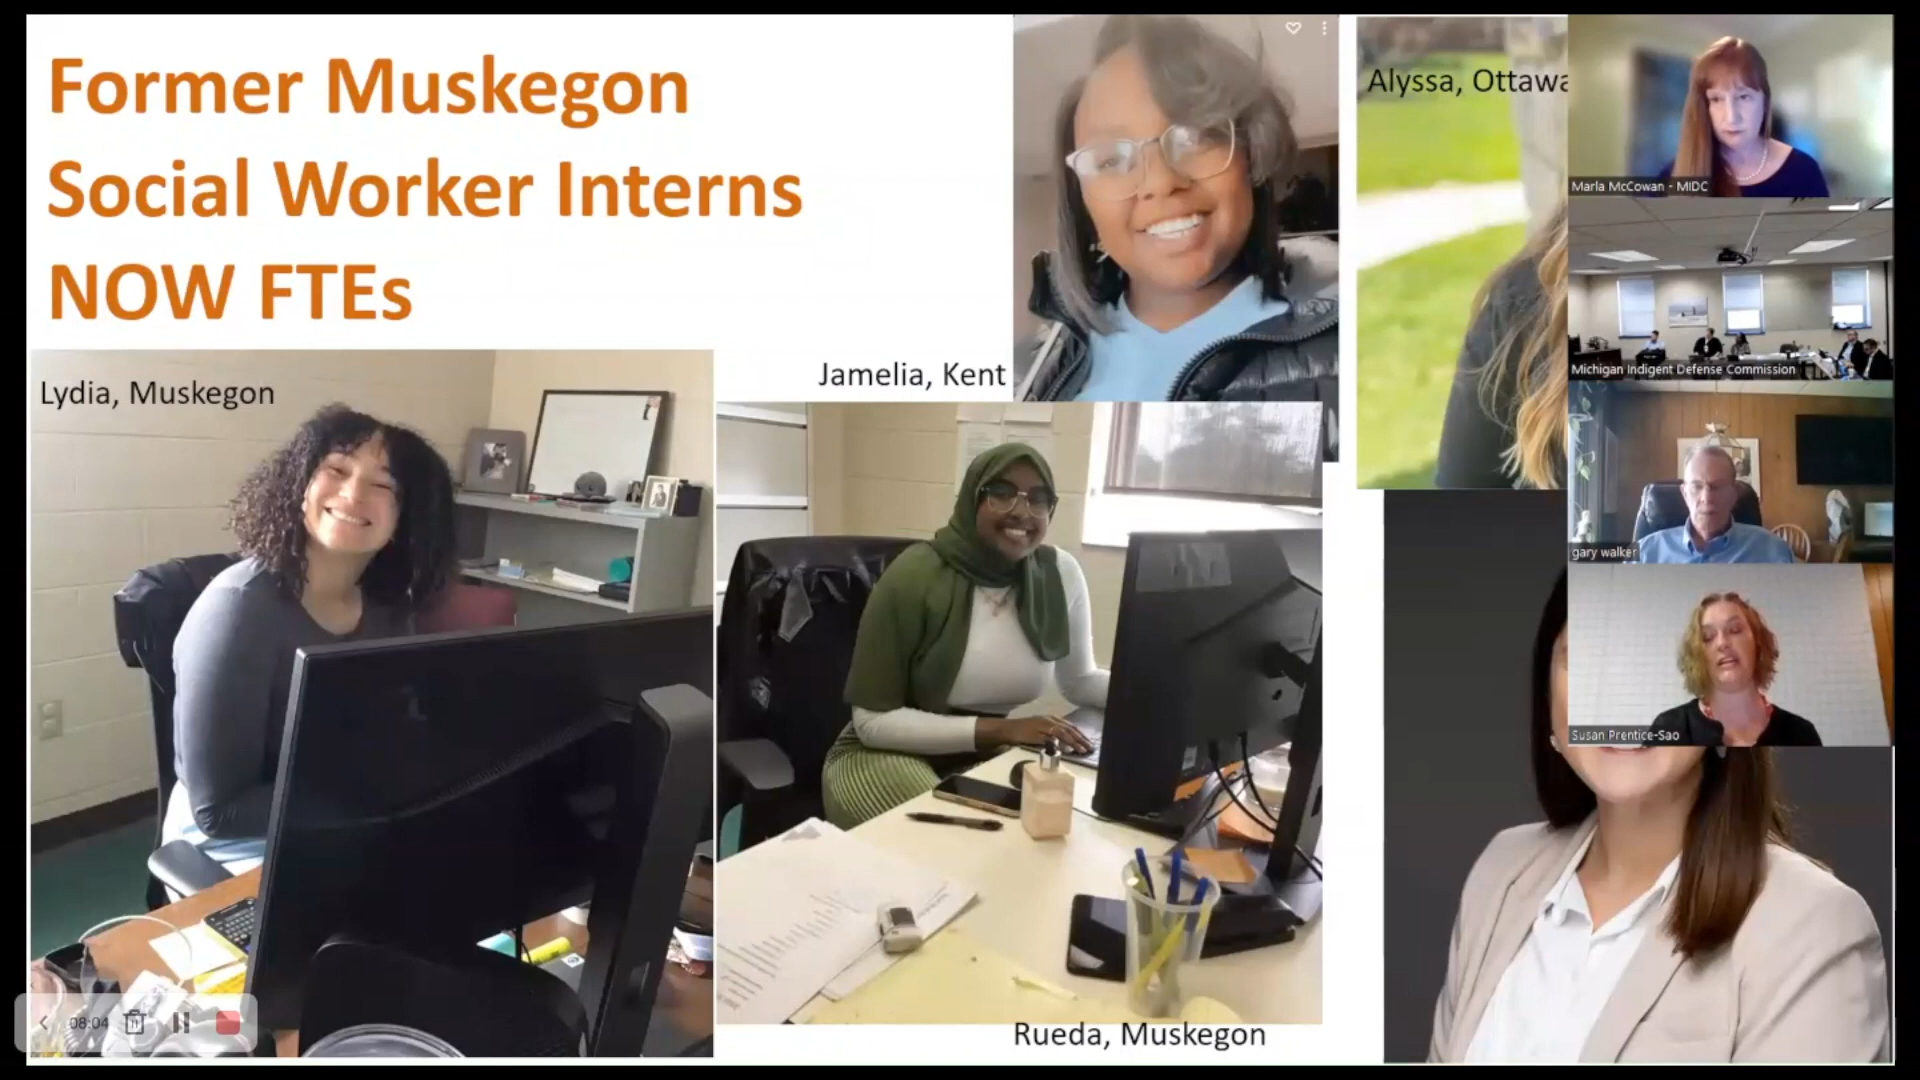 Former Muskegon
Social Worker Interns
NOW FTEs
Lydia, Muskegon
Jamelia, Kent
Rueda, Muskegon
Alyssa, Ottawa
Marla McCowan - MIDC
Michigan Indigent Defense Commission
gary walker
Susan Prentice-Sao
08:04